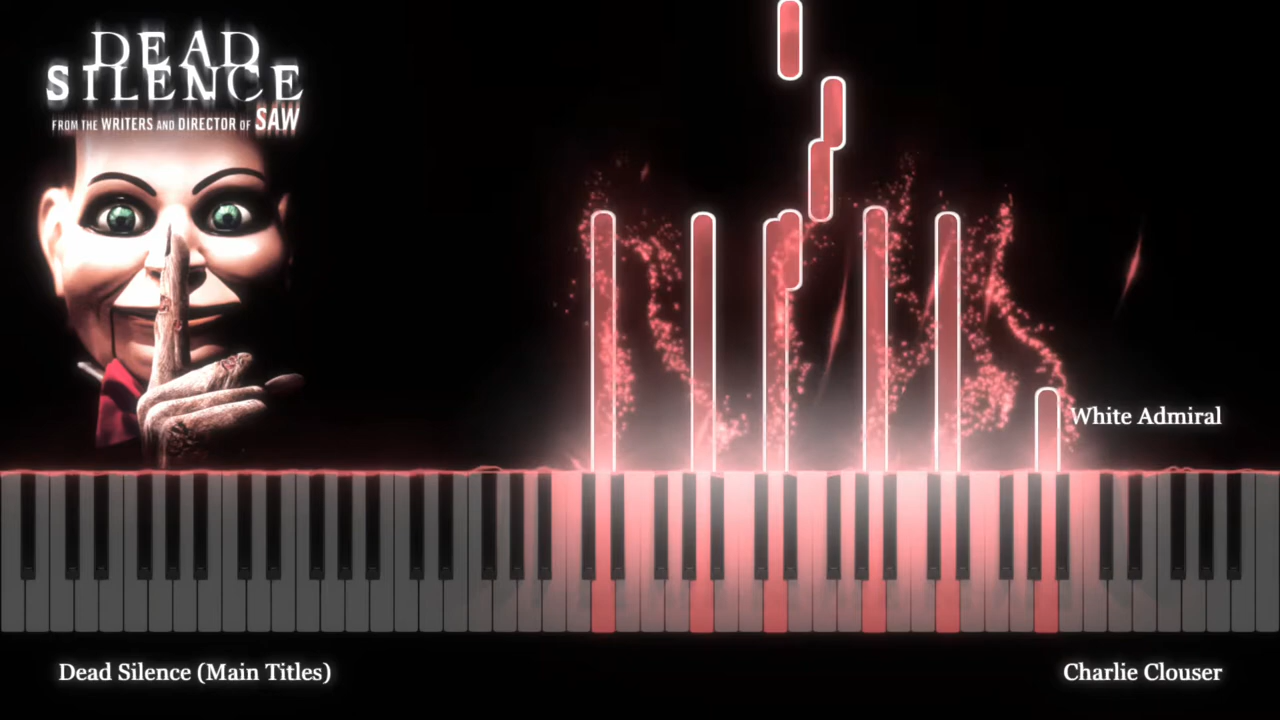 DEAD
SILENCE
FROM THE WRITERS AND DIRECTOR OF SAW
White Admiral
Dead Silence (Main Titles)
Charlie Clouser